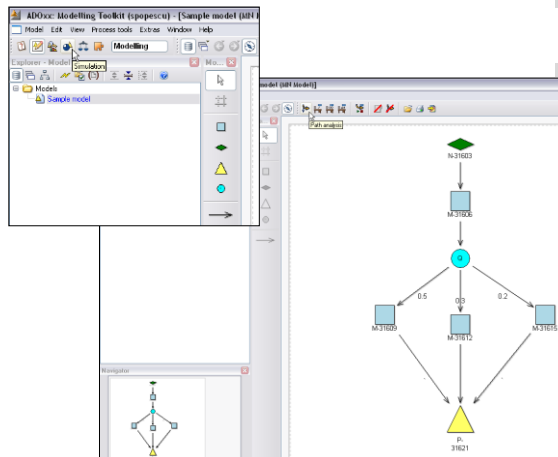 ADOxx: Modelling Toolkit (spopescu) - [Sample model (MN
Model Edit View Process tools Extras Window Help
Modelling
Simulation
Explorer - Model
Mo...
Models
Sample model
model (MN Model)]
Path analysis
N-31603
M-31606
0.5
0.3
0.2
M-31609
M-31612
M-31615
31621
Navigator